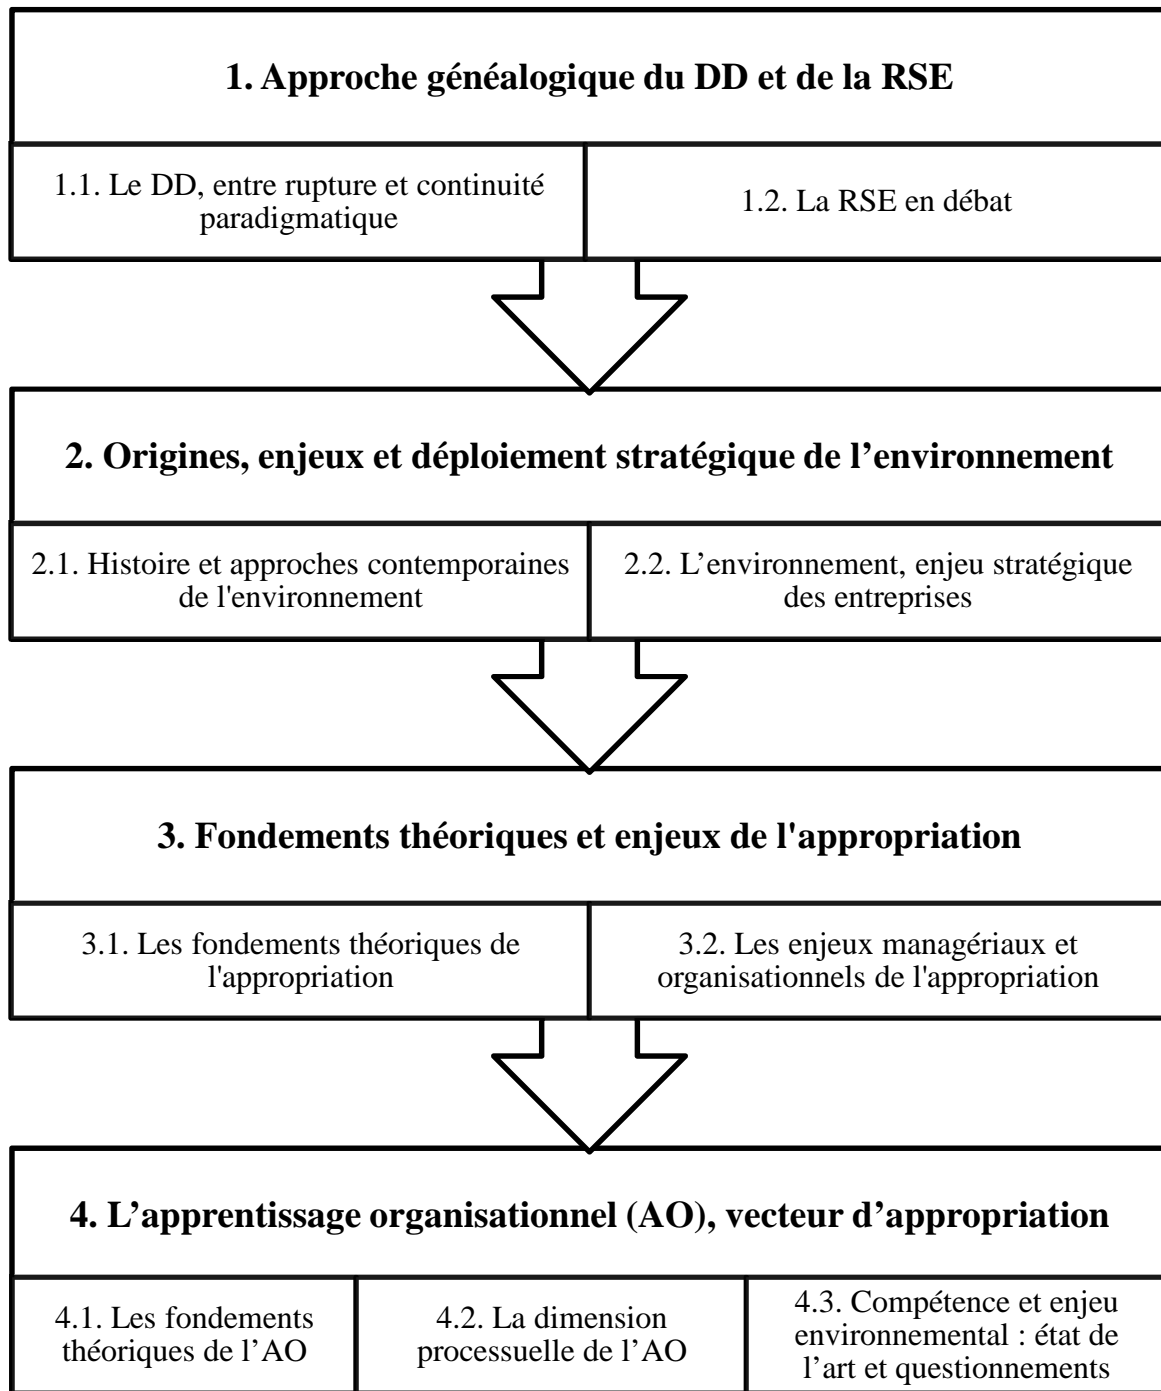 1. Approche généalogique du DD et de la RSE
1.1. Le DD, entre rupture et continuité
paradigmatique
1.2. La RSE en débat
2. Origines, enjeux et déploiement stratégique de l’environnement
2.1. Histoire et approches contemporaines
de l'environnement
2.2. L’environnement, enjeu stratégique
des entreprises
3. Fondements théoriques et enjeux de l'appropriation
3.1. Les fondements théoriques de
l'appropriation
3.2. Les enjeux managériaux et
organisationnels de l'appropriation
4. L’apprentissage organisationnel (AO), vecteur d’appropriation
4.1. Les fondements
théoriques de l’AO
4.2. La dimension
processuelle de l’AO
4.3. Compétence et enjeu
environnemental : état de
l’art et questionnements